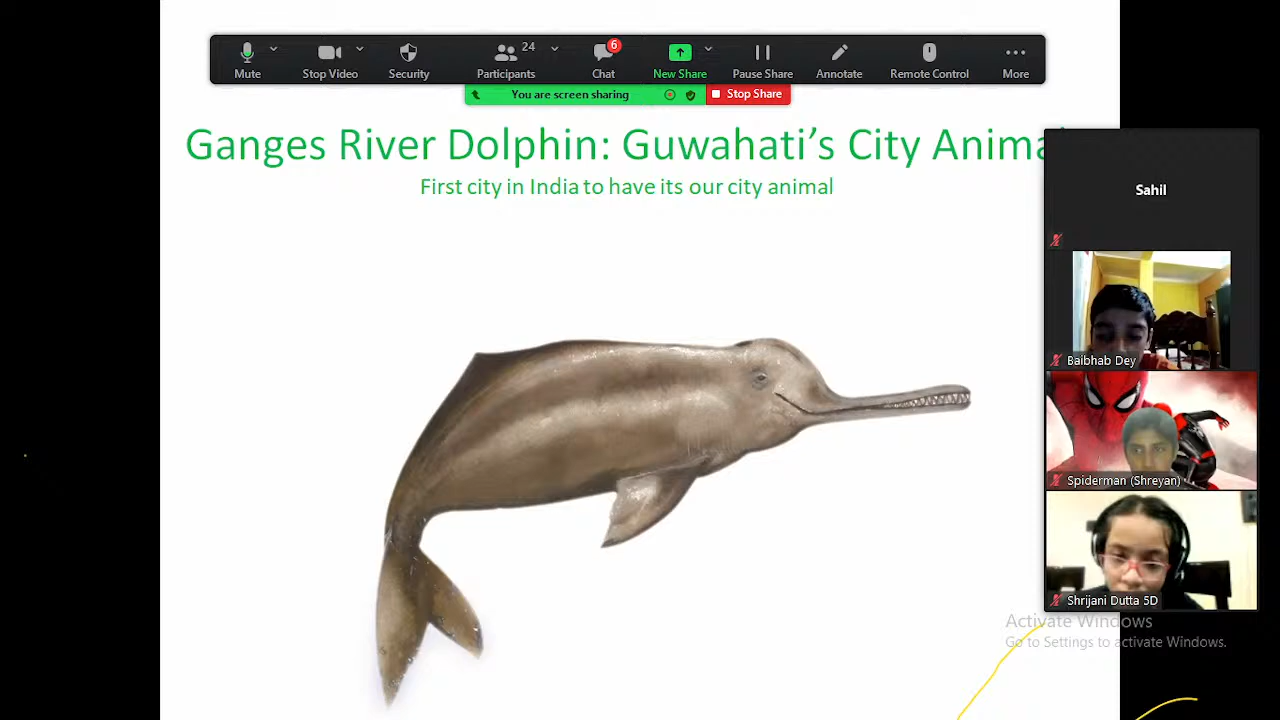 24
6
Mute
Stop Video
Security
Participants
Chat
New Share
Pause Share
Annotate
Remote Control
More
You are screen sharing
Stop Share
Ganges River Dolphin: Guwahati’s City Anima
First city in India to have its our city animal
Sahil
Baibhab Dey
Spiderman (Shreyan)
Shrijani Dutta 5D
Activate Windows
Go to Settings to activate Windows.